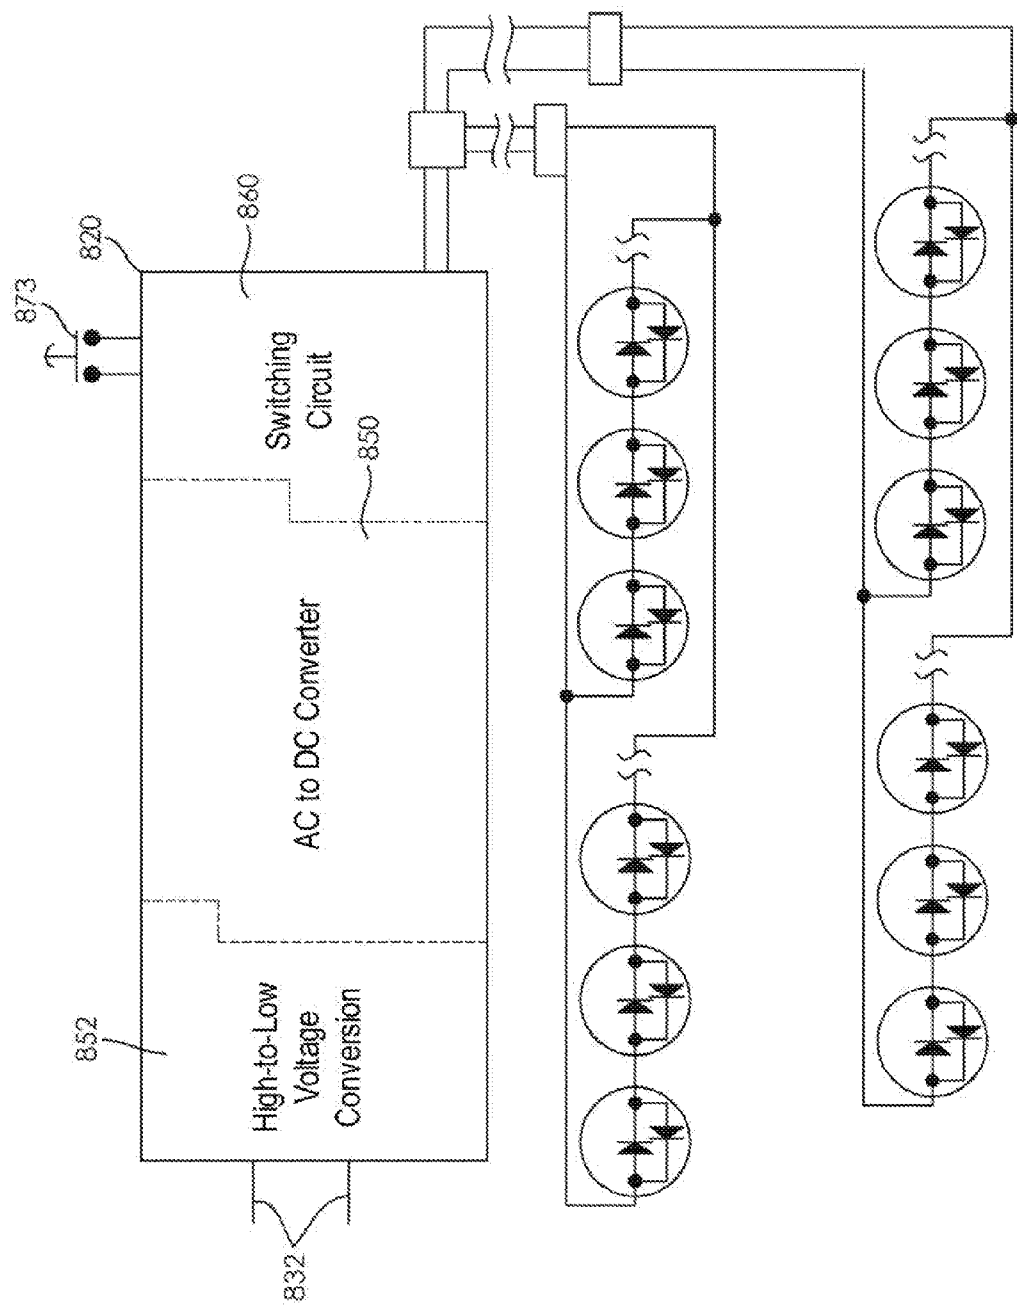 832
852
High-to-Low
Voltage
Conversion
AC to DC Converter
850
Switching
Circuit
860
820
873